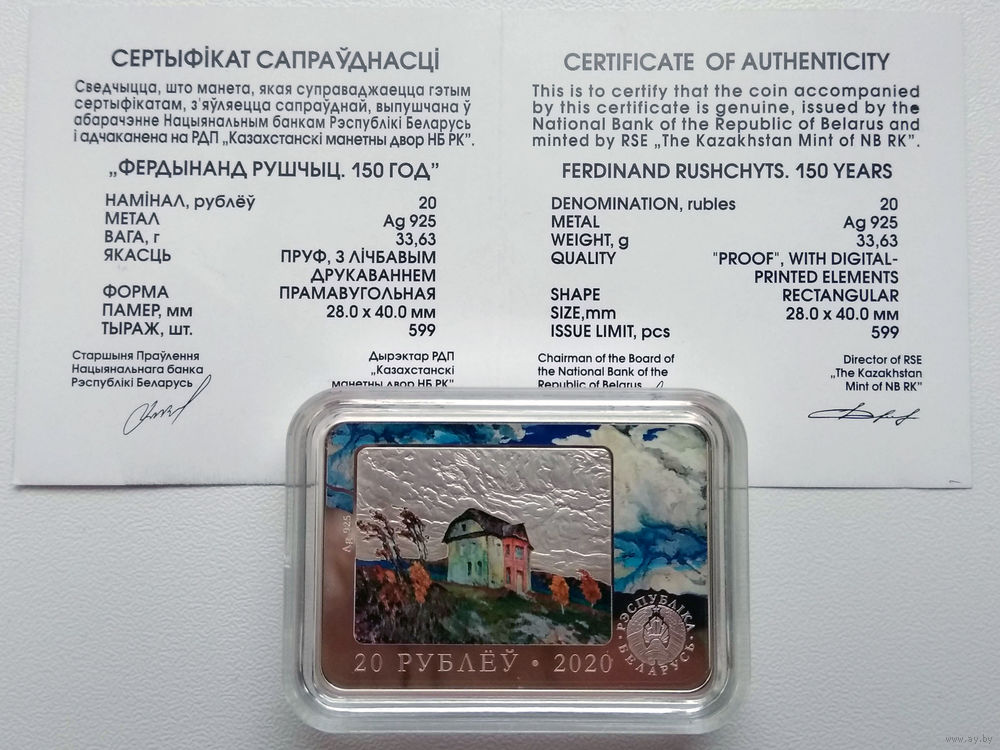 СЕРТЫФІКАТ САПРАЎДНАСЦІ
Сведчыцца, што манета, якая суправаджаецца гэтым
сертыфікатам, з'яўляецца сапраўднай, выпушчана ў
абарачэнне Нацыянальным банкам Рэспублікі Беларусь
і адчаканена на РДП „Казахстанскі манетны двор НБ РК".
„ФЕРДЫНАНД РУШЧЫЦ. 150 ГОД"
НАМІНАЛ, рублёў 20
МЕТАЛ Ag 925
ВАГА, г 33,63
ЯКАСЦЬ ПРУФ, З ЛІЧБАВЫМ
ДРУКАВАННЕМ
ФОРМА ПРАМАВУГОЛЬНАЯ
ПАМЕР, мм 28.0 x 40.0 мм
ТЫРАЖ, шт. 599
Старшыня Праўлення
Нацыянальнага банка
Рэспублікі Беларусь
Дырэктар РДП
„Казахстанскі
манетны двор НБ РК"
CERTIFICATE OF AUTHENTICITY
This is to certify that the coin accompanied
by this certificate is genuine, issued by the
National Bank of the Republic of Belarus and
minted by RSE „The Kazakhstan Mint of NB RK".
FERDINAND RUSHCHYTS. 150 YEARS
DENOMINATION, rubles 20
METAL Ag 925
WEIGHT, g 33,63
QUALITY "PROOF", WITH DIGITAL-
PRINTED ELEMENTS
SHAPE RECTANGULAR
SIZE,mm 28.0 x 40.0 мм
ISSUE LIMIT, pcs 599
Chairman of the Board of
the National Bank of the
Republic of Belarus
Director of RSE
„The Kazakhstan
Mint of NB RK"
Ag 925
РЭСПУБЛІКА
БЕЛАРУСЬ
20 РУБЛЁЎ • 2020
www.ay.by